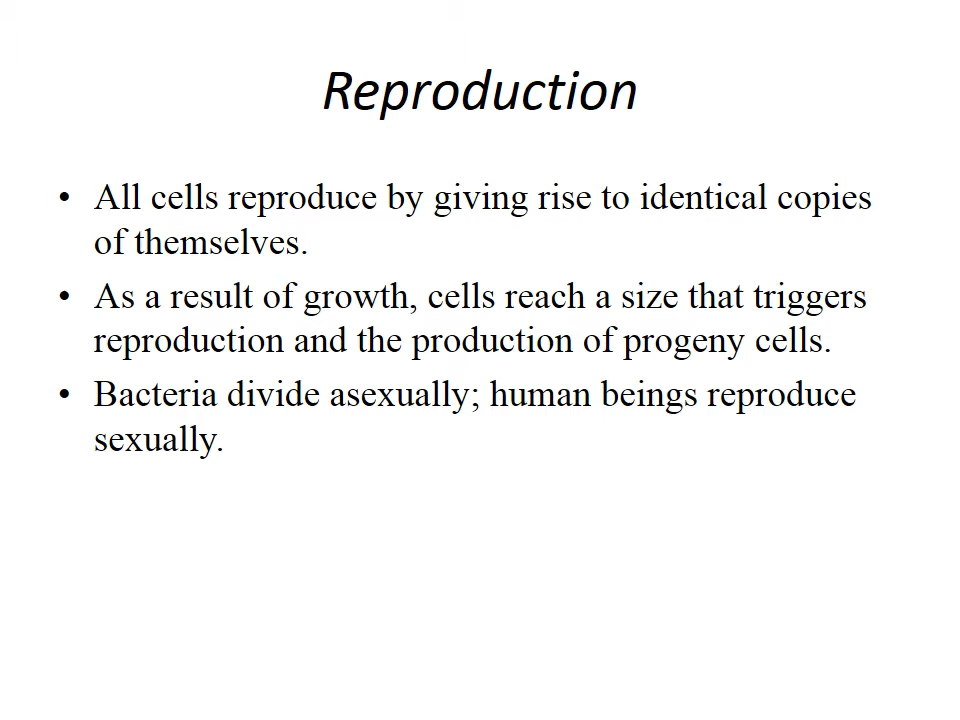 Reproduction
• All cells reproduce by giving rise to identical copies
of themselves.
• As a result of growth, cells reach a size that triggers
reproduction and the production of progeny cells.
• Bacteria divide asexually; human beings reproduce
sexually.